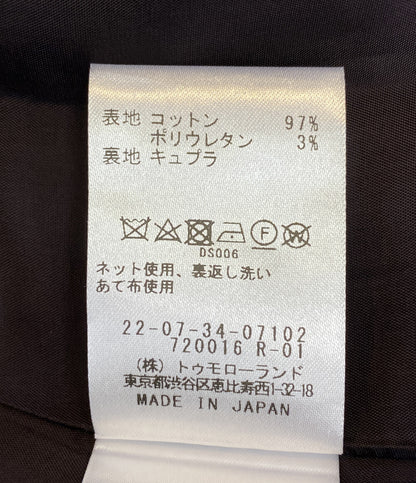 表地 コットン 97%
ポリウレタン 3%
裏地 キュプラ
F W
DS006
ネット使用、裏返し洗い
あて布使用
22-07-34-07102
720016 R-01
(株) トゥモローランド
東京都渋谷区恵比寿西1-32-18
MADE IN JAPAN